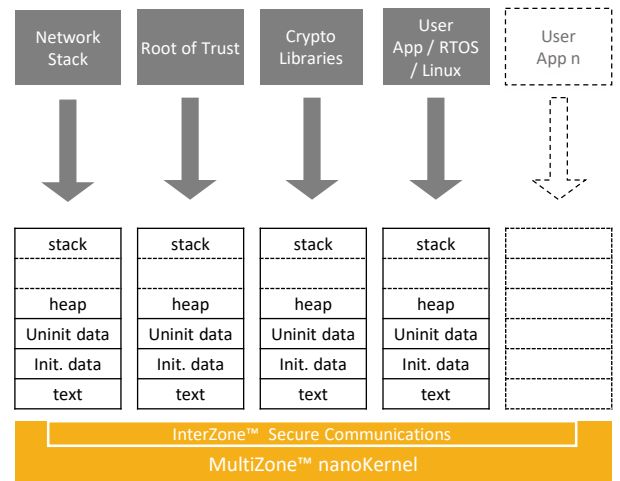 Network
Stack
Root of Trust
Crypto
Libraries
User
App / RTOS
/ Linux
User
App n
stack
stack
stack
stack
heap
heap
heap
heap
Uninit data
Uninit data
Uninit data
Uninit data
Init. data
Init. data
Init. data
Init. data
text
text
text
text
InterZone™ Secure Communications
MultiZone™ nanoKernel